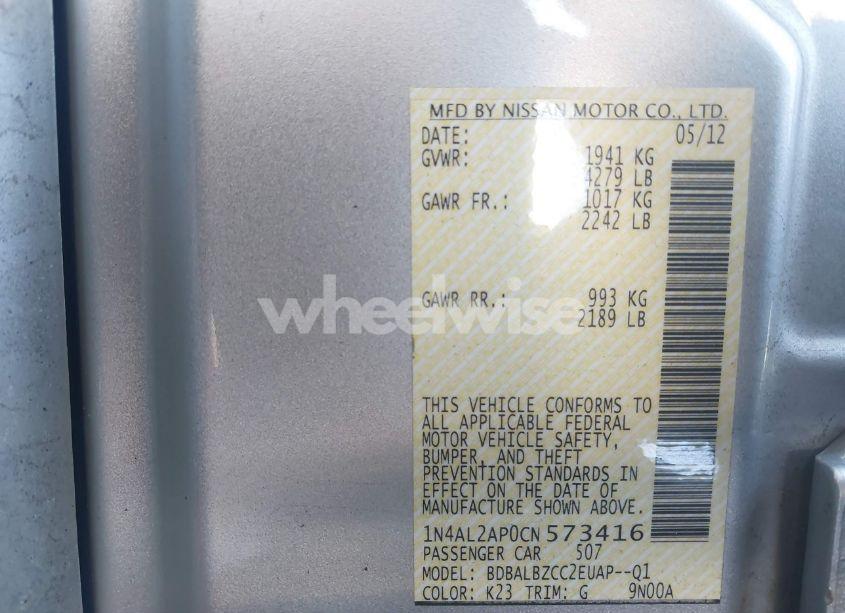 MFD BY NISSAN MOTOR CO., LTD.
DATE: 05/12
GVWR: 1941 KG
4279 LB
GAWR FR.: 1017 KG
2242 LB
wheelwise
GAWR RR.: 993 KG
2189 LB
THIS VEHICLE CONFORMS TO
ALL APPLICABLE FEDERAL
MOTOR VEHICLE SAFETY,
BUMPER, AND THEFT
PREVENTION STANDARDS IN
EFFECT ON THE DATE OF
MANUFACTURE SHOWN ABOVE.
1N4AL2AP0CN573416
PASSENGER CAR 507
MODEL: BDBALBZCC2EUAP--Q1
COLOR: K23 TRIM: G 9N00A